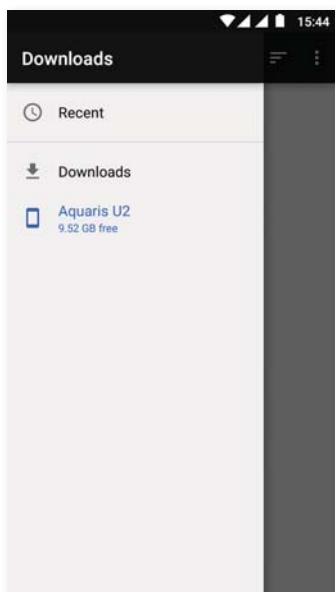 15:44
Downloads
Recent
Downloads
Aquaris U2
9.52 GB free